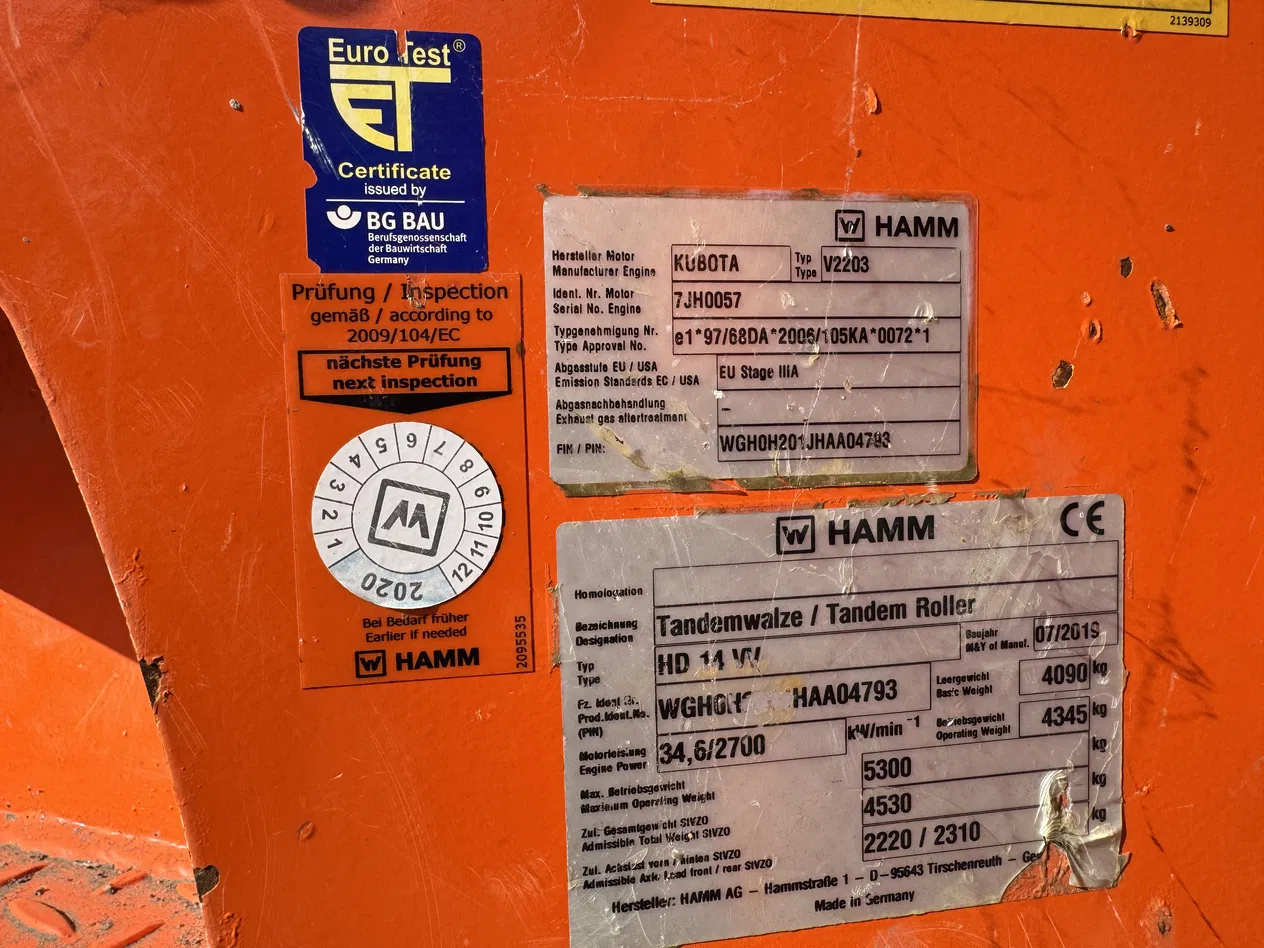 2139309
Euro Test®
ET
Certificate
issued by
BG BAU
Berufsgenossenschaft
der Bauwirtschaft
Germany
Prüfung / Inspection
gemäß / according to
2009/104/EC
nächste Prüfung
next inspection
1 2 3 4 5 6 7 8 9 10 11 12
2020
Bei Bedarf früher
Earlier if needed
HAMM
2095535
HAMM
Hersteller Motor
Manufacturer Engine
KUBOTA
Typ
Type
V2203
Ident. Nr. Motor
Serial No. Engine
7JH0057
Typgenehmigung Nr.
Type Approval No.
e1*97/68DA*2006/105KA*0072*1
Abgasstufe EU / USA
Emission Standards EC / USA
EU Stage IIIA
Abgasnachbehandlung
Exhaust gas aftertreatment
–
FIN / PIN:
WGH0H201JHAA04793
HAMM
CE
Homologation
Bezeichnung
Designation
Tandemwalze / Tandem Roller
Typ
Type
HD 14 VV
Baujahr
M&Y of Manuf.
07/2019
Fz. Ident Nr.
Prod.Ident.No.
(PIN)
WGH0H HAA04793
Leergewicht
Basic Weight
4090 kg
Motorleistung
Engine Power
34,6/2700
kW/min⁻¹
Betriebsgewicht
Operating Weight
4345 kg
Max. Betriebsgewicht
Maximum Operating Weight
5300 kg
Zul. Gesamtgewicht StVZO
Admissible Total Weight StVZO
4530 kg
Zul. Achslast vorn / hinten StVZO
Admissible Axle Load front / rear StVZO
2220 / 2310 kg
Hersteller: HAMM AG – Hammstraße 1 – D–95643 Tirschenreuth –
Made in Germany